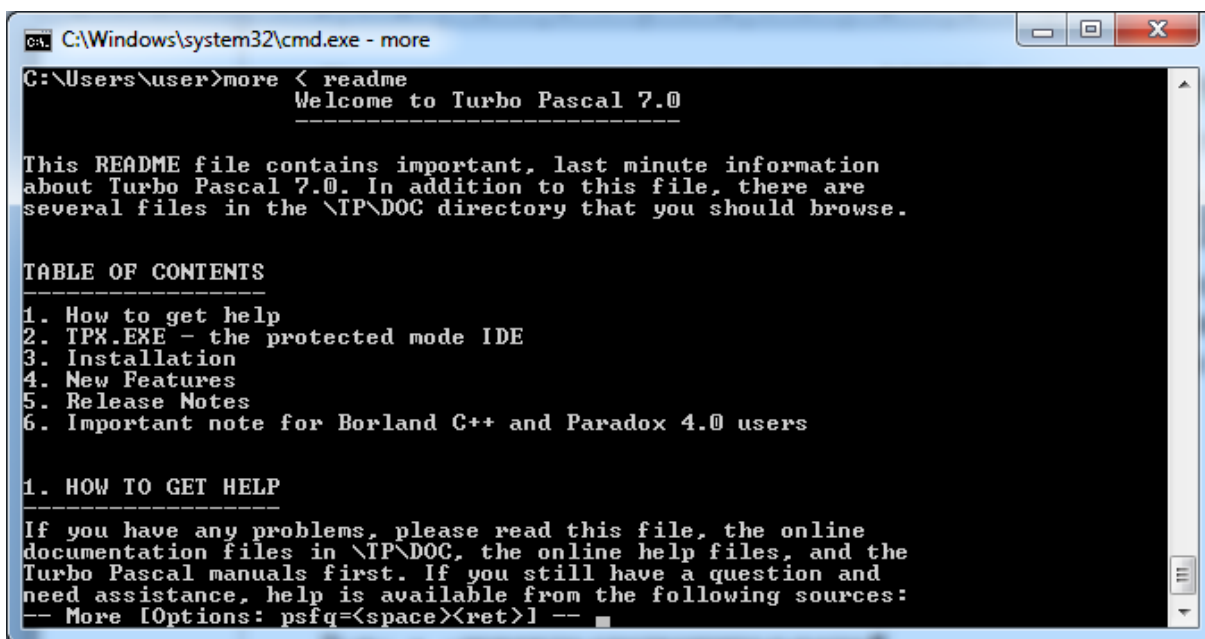 C:\Windows\system32\cmd.exe - more
C:\Users\user>more < readme
Welcome to Turbo Pascal 7.0
---------------------------
This README file contains important, last minute information
about Turbo Pascal 7.0. In addition to this file, there are
several files in the \TP\DOC directory that you should browse.
TABLE OF CONTENTS
-----------------
1. How to get help
2. TPX.EXE - the protected mode IDE
3. Installation
4. New Features
5. Release Notes
6. Important note for Borland C++ and Paradox 4.0 users
1. HOW TO GET HELP
-------------------
If you have any problems, please read this file, the online
documentation files in \TP\DOC, the online help files, and the
Turbo Pascal manuals first. If you still have a question and
need assistance, help is available from the following sources:
-- More [Options: psfq=<space><ret>] --